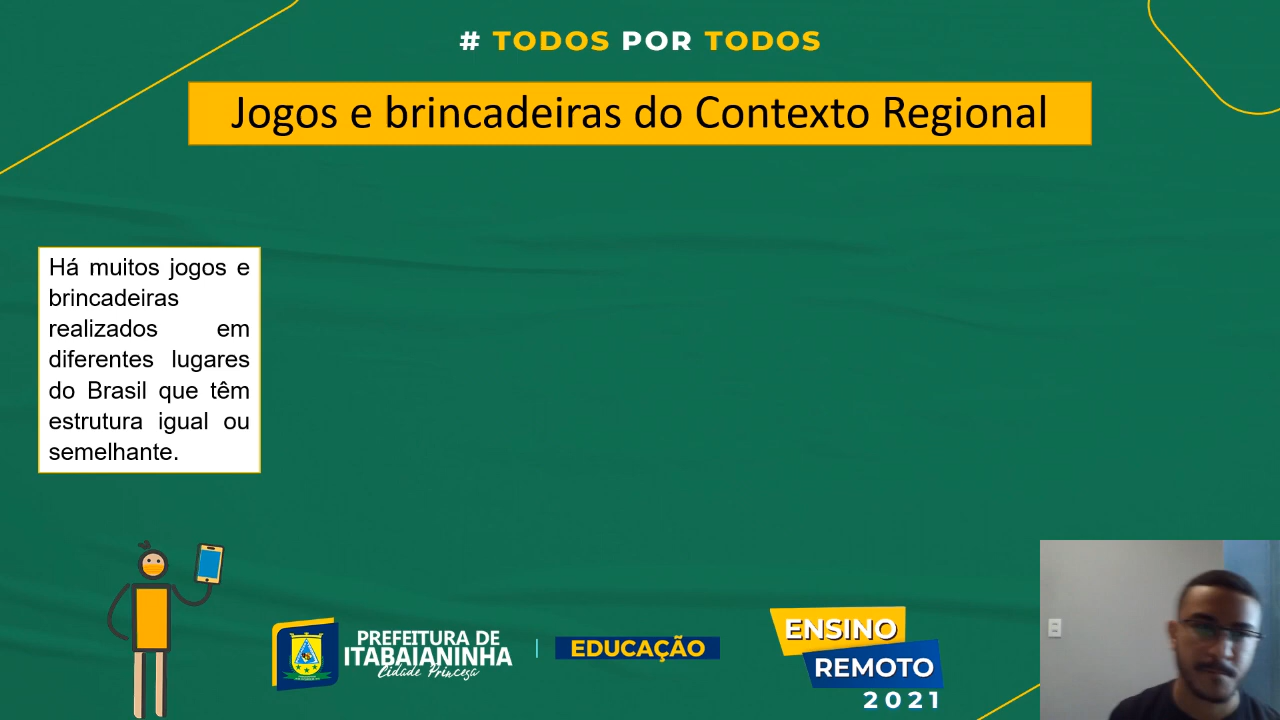 # TODOS POR TODOS
Jogos e brincadeiras do Contexto Regional
Há muitos jogos e
brincadeiras
realizados em
diferentes lugares
do Brasil que têm
estrutura igual ou
semelhante.
PREFEITURA DE
ITABAIANINHA
Cidade Princesa
EDUCAÇÃO
ENSINO
REMOTO
2021